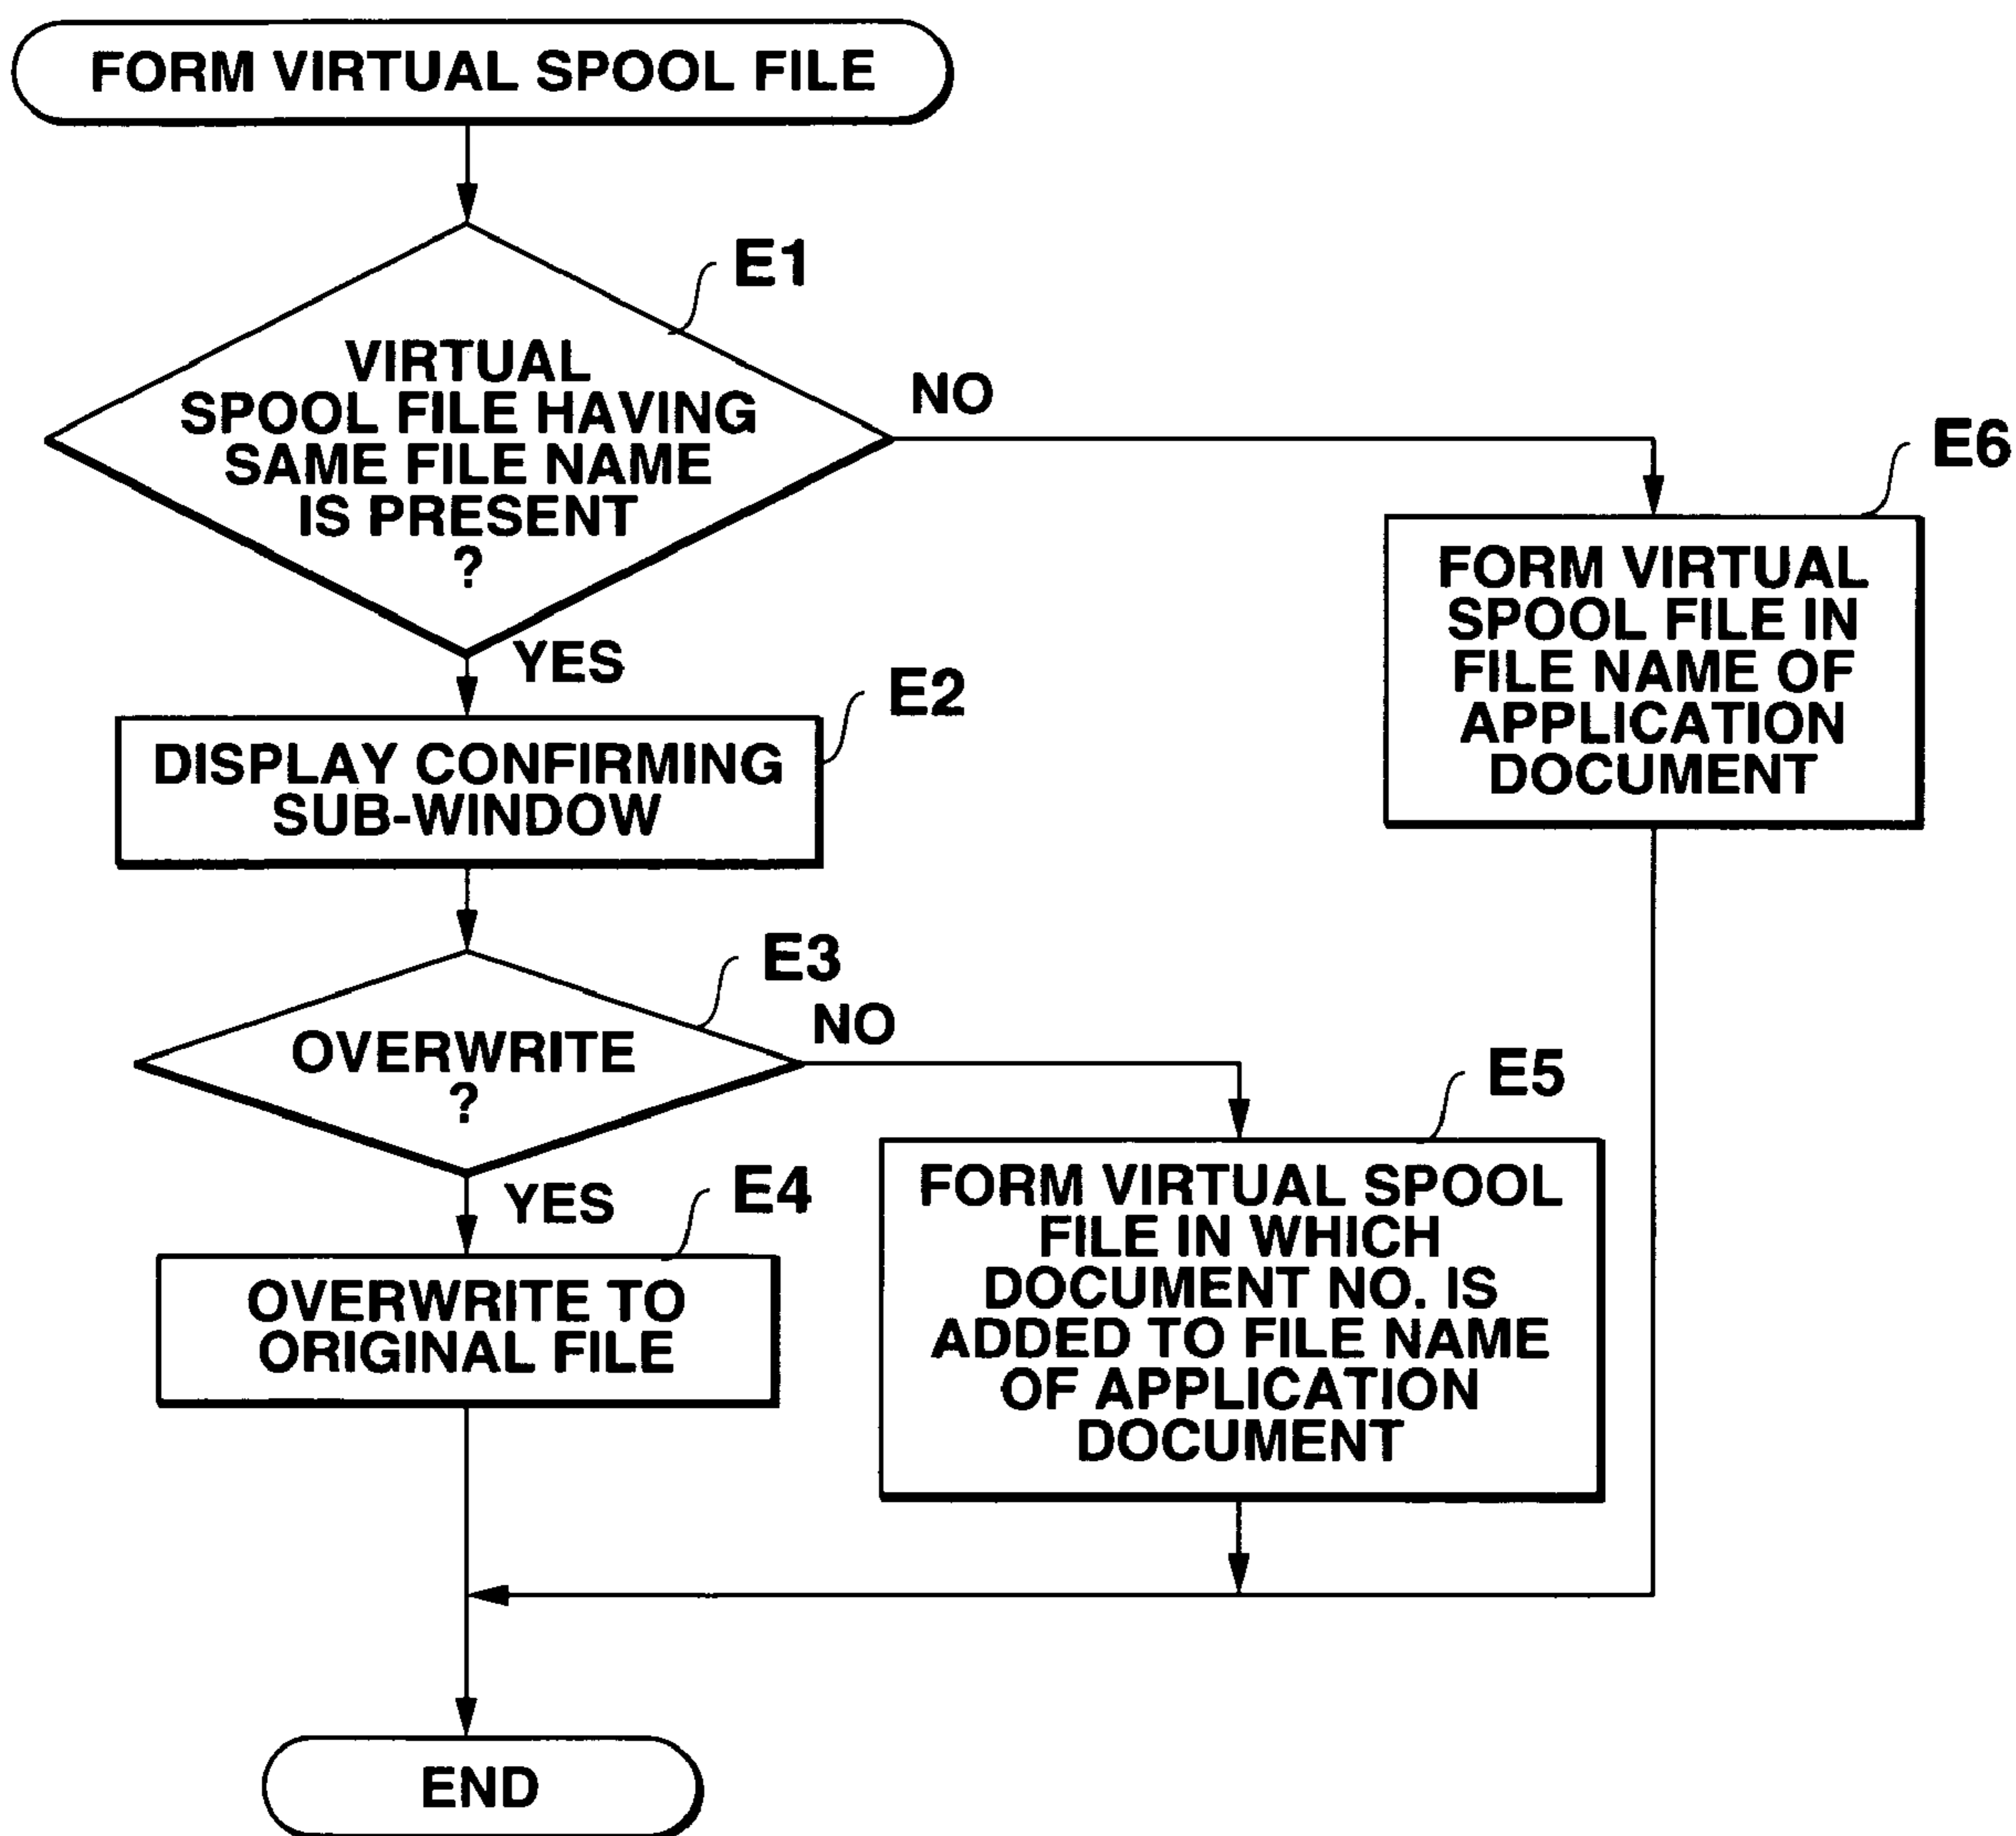 FORM VIRTUAL SPOOL FILE
E1
VIRTUAL
SPOOL FILE HAVING
SAME FILE NAME
IS PRESENT
?
NO
YES
E6
FORM VIRTUAL
SPOOL FILE IN
FILE NAME OF
APPLICATION
DOCUMENT
E2
DISPLAY CONFIRMING
SUB-WINDOW
E3
OVERWRITE
?
NO
YES
E4
OVERWRITE TO
ORIGINAL FILE
E5
FORM VIRTUAL SPOOL
FILE IN WHICH
DOCUMENT NO. IS
ADDED TO FILE NAME
OF APPLICATION
DOCUMENT
END